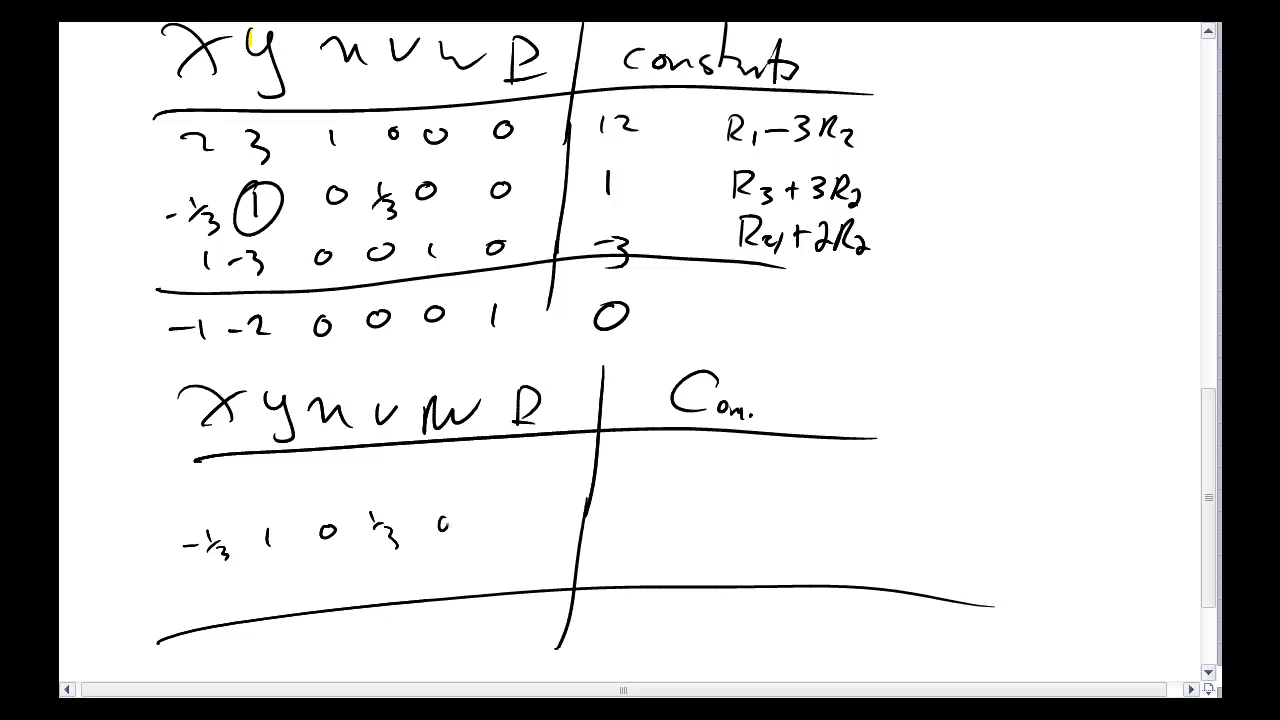 x y u v w P constants
2 3 1 0 0 0 12 R1 - 3R2
-1/3 1 0 1/3 0 0 1 R3 + 3R2
1 -3 0 0 1 0 -3 R4 + 2R2
-1 -2 0 0 0 1 0
x y u v w P Con.
-1/3 1 0 1/3 0